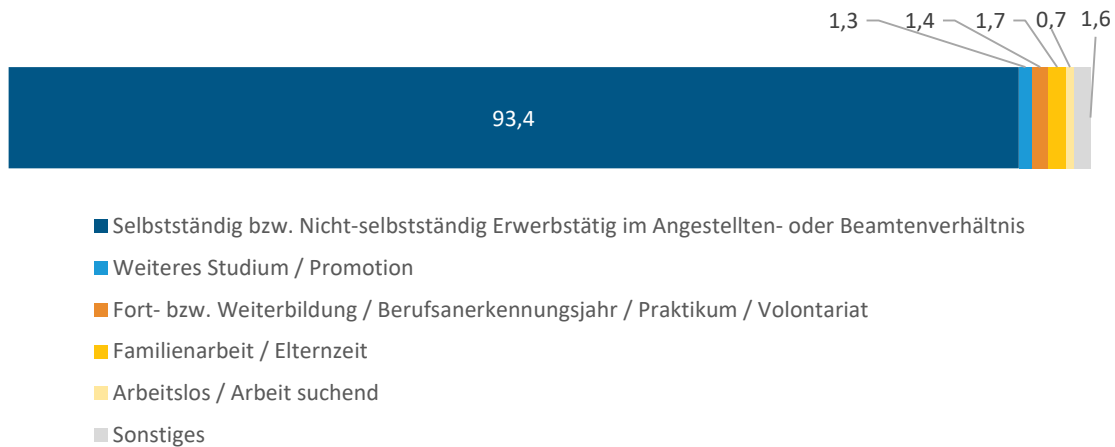 1,3 1,4 1,7 0,7 1,6
93,4
Selbstständig bzw. Nicht-selbstständig Erwerbstätig im Angestellten- oder Beamtenverhältnis
Weiteres Studium / Promotion
Fort- bzw. Weiterbildung / Berufsanerkennungsjahr / Praktikum / Volontariat
Familienarbeit / Elternzeit
Arbeitslos / Arbeit suchend
Sonstiges